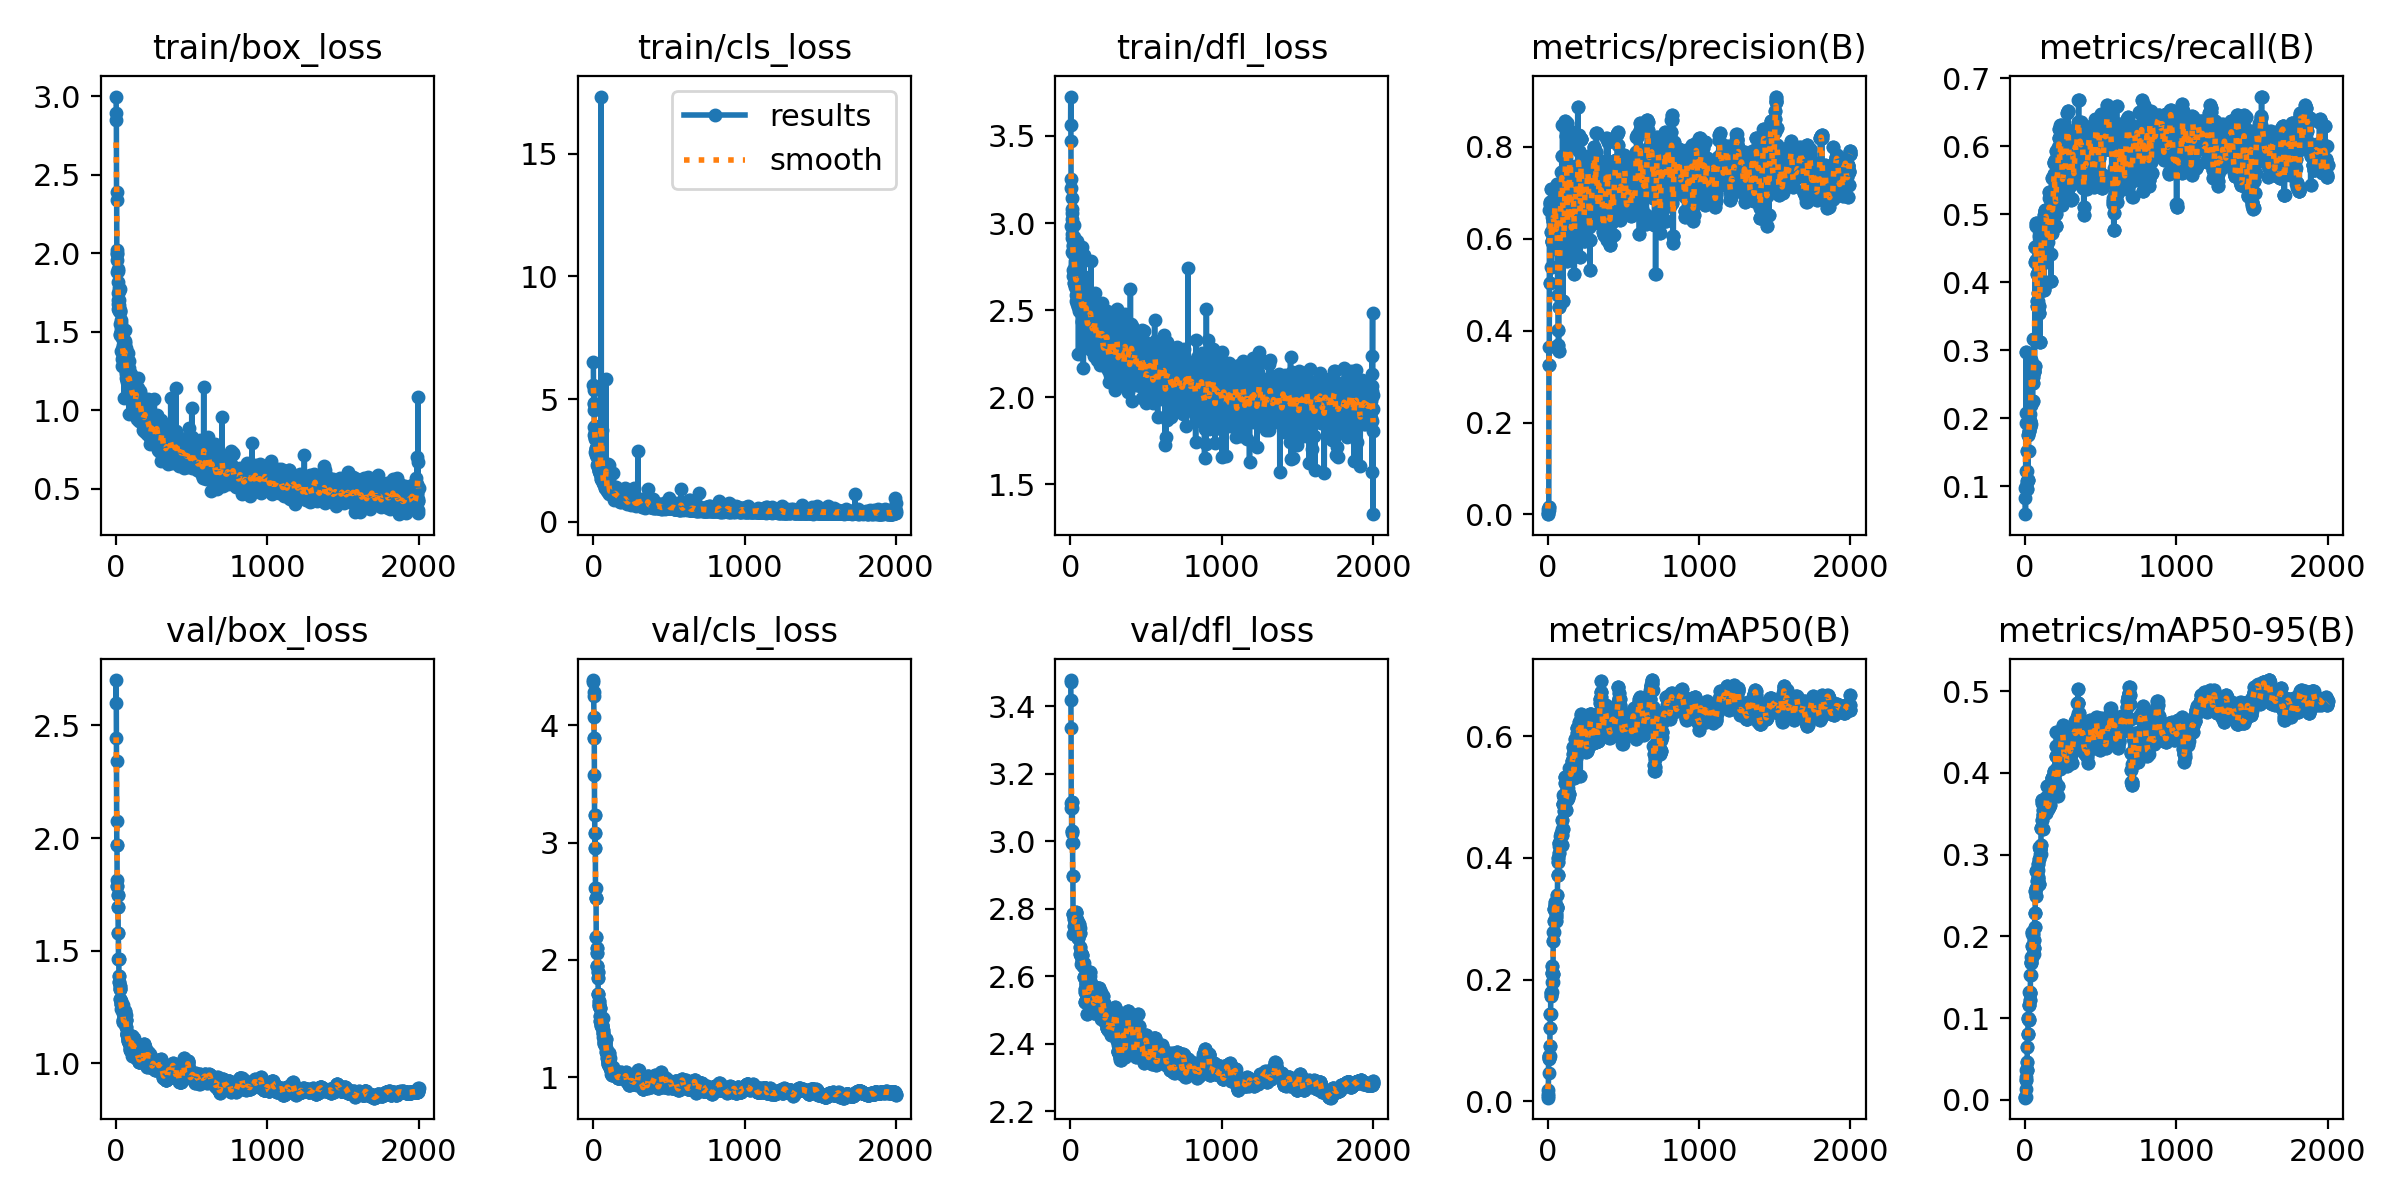 train/box_loss
3.0
2.5
2.0
1.5
1.0
0.5
0 1000 2000
train/cls_loss
results
smooth
15
10
5
0
0 1000 2000
train/dfl_loss
3.5
3.0
2.5
2.0
1.5
0 1000 2000
metrics/precision(B)
0.8
0.6
0.4
0.2
0.0
0 1000 2000
metrics/recall(B)
0.7
0.6
0.5
0.4
0.3
0.2
0.1
0 1000 2000
val/box_loss
2.5
2.0
1.5
1.0
0 1000 2000
val/cls_loss
4
3
2
1
0 1000 2000
val/dfl_loss
3.4
3.2
3.0
2.8
2.6
2.4
2.2
0 1000 2000
metrics/mAP50(B)
0.6
0.4
0.2
0.0
0 1000 2000
metrics/mAP50-95(B)
0.5
0.4
0.3
0.2
0.1
0.0
0 1000 2000